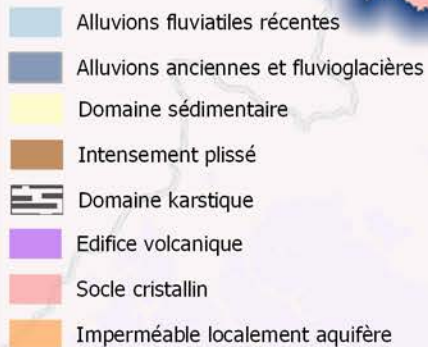 Alluvions fluviatiles récentes
Alluvions anciennes et fluvioglacières
Domaine sédimentaire
Intensement plissé
Domaine karstique
Edifice volcanique
Socle cristallin
Imperméable localement aquifère